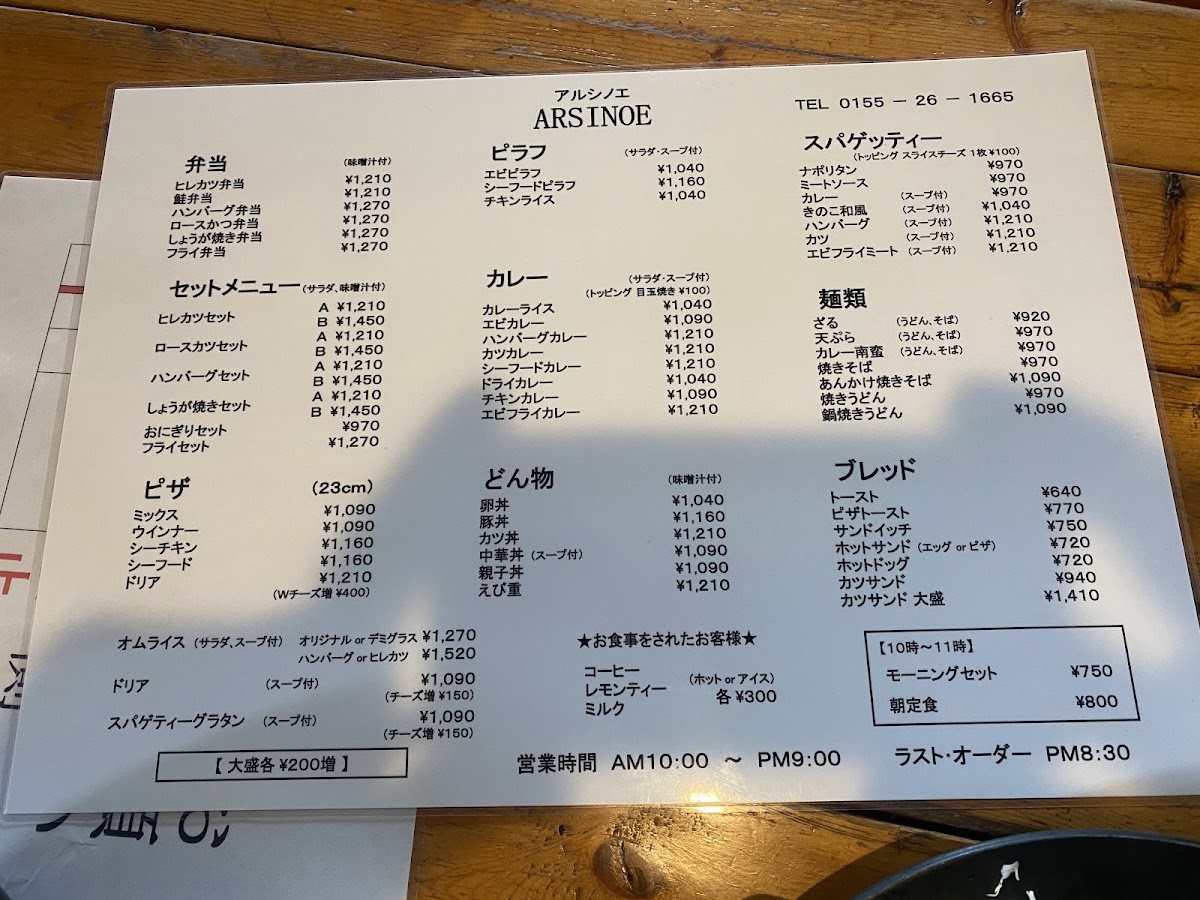 アルシノエ
ARSINOE
TEL 0155 － 26 － 1665
弁当 (味噌汁付)
ヒレカツ弁当 ¥1,210
鮭弁当 ¥1,210
ハンバーグ弁当 ¥1,270
ロースかつ弁当 ¥1,270
しょうが焼き弁当 ¥1,270
フライ弁当 ¥1,270
セットメニュー (サラダ、味噌汁付)
ヒレカツセット A ¥1,210
B ¥1,450
ロースカツセット A ¥1,210
B ¥1,450
ハンバーグセット A ¥1,210
B ¥1,450
しょうが焼きセット A ¥1,210
B ¥1,450
おにぎりセット ¥970
フライセット ¥1,270
ピザ (23cm)
ミックス ¥1,090
ウインナー ¥1,090
シーチキン ¥1,160
シーフード ¥1,160
ドリア ¥1,210
(Wチーズ増 ¥400)
ピラフ (サラダ・スープ付)
エビピラフ ¥1,040
シーフードピラフ ¥1,160
チキンライス ¥1,040
カレー (サラダ・スープ付)
(トッピング 目玉焼き ¥100)
カレーライス ¥1,040
エビカレー ¥1,090
ハンバーグカレー ¥1,210
カツカレー ¥1,210
シーフードカレー ¥1,210
ドライカレー ¥1,040
チキンカレー ¥1,090
エビフライカレー ¥1,210
どん物 (味噌汁付)
卵丼 ¥1,040
豚丼 ¥1,160
カツ丼 ¥1,210
中華丼 (スープ付) ¥1,090
親子丼 ¥1,090
えび重 ¥1,210
スパゲッティー
(トッピング スライスチーズ 1枚 ¥100)
ナポリタン ¥970
ミートソース ¥970
カレー (スープ付) ¥970
きのこ和風 (スープ付) ¥1,040
ハンバーグ (スープ付) ¥1,210
カツ (スープ付) ¥1,210
エビフライミート (スープ付) ¥1,210
麺類
ざる (うどん、そば) ¥920
天ぷら (うどん、そば) ¥970
カレー南蛮 (うどん、そば) ¥970
焼きそば ¥970
あんかけ焼きそば ¥1,090
焼きうどん ¥970
鍋焼きうどん ¥1,090
ブレッド
トースト ¥640
ピザトースト ¥770
サンドイッチ ¥750
ホットサンド (エッグ or ピザ) ¥720
ホットドッグ ¥720
カツサンド ¥940
カツサンド 大盛 ¥1,410
オムライス (サラダ、スープ付) オリジナル or デミグラス ¥1,270
ハンバーグ or ヒレカツ ¥1,520
ドリア (スープ付) ¥1,090
(チーズ増 ¥150)
スパゲティーグラタン (スープ付) ¥1,090
(チーズ増 ¥150)
【 大盛各 ¥200増 】
★お食事をされたお客様★
コーヒー
レモンティー (ホット or アイス)
ミルク 各 ¥300
【10時～11時】
モーニングセット ¥750
朝定食 ¥800
営業時間 AM10:00 ～ PM9:00
ラスト・オーダー PM8:30